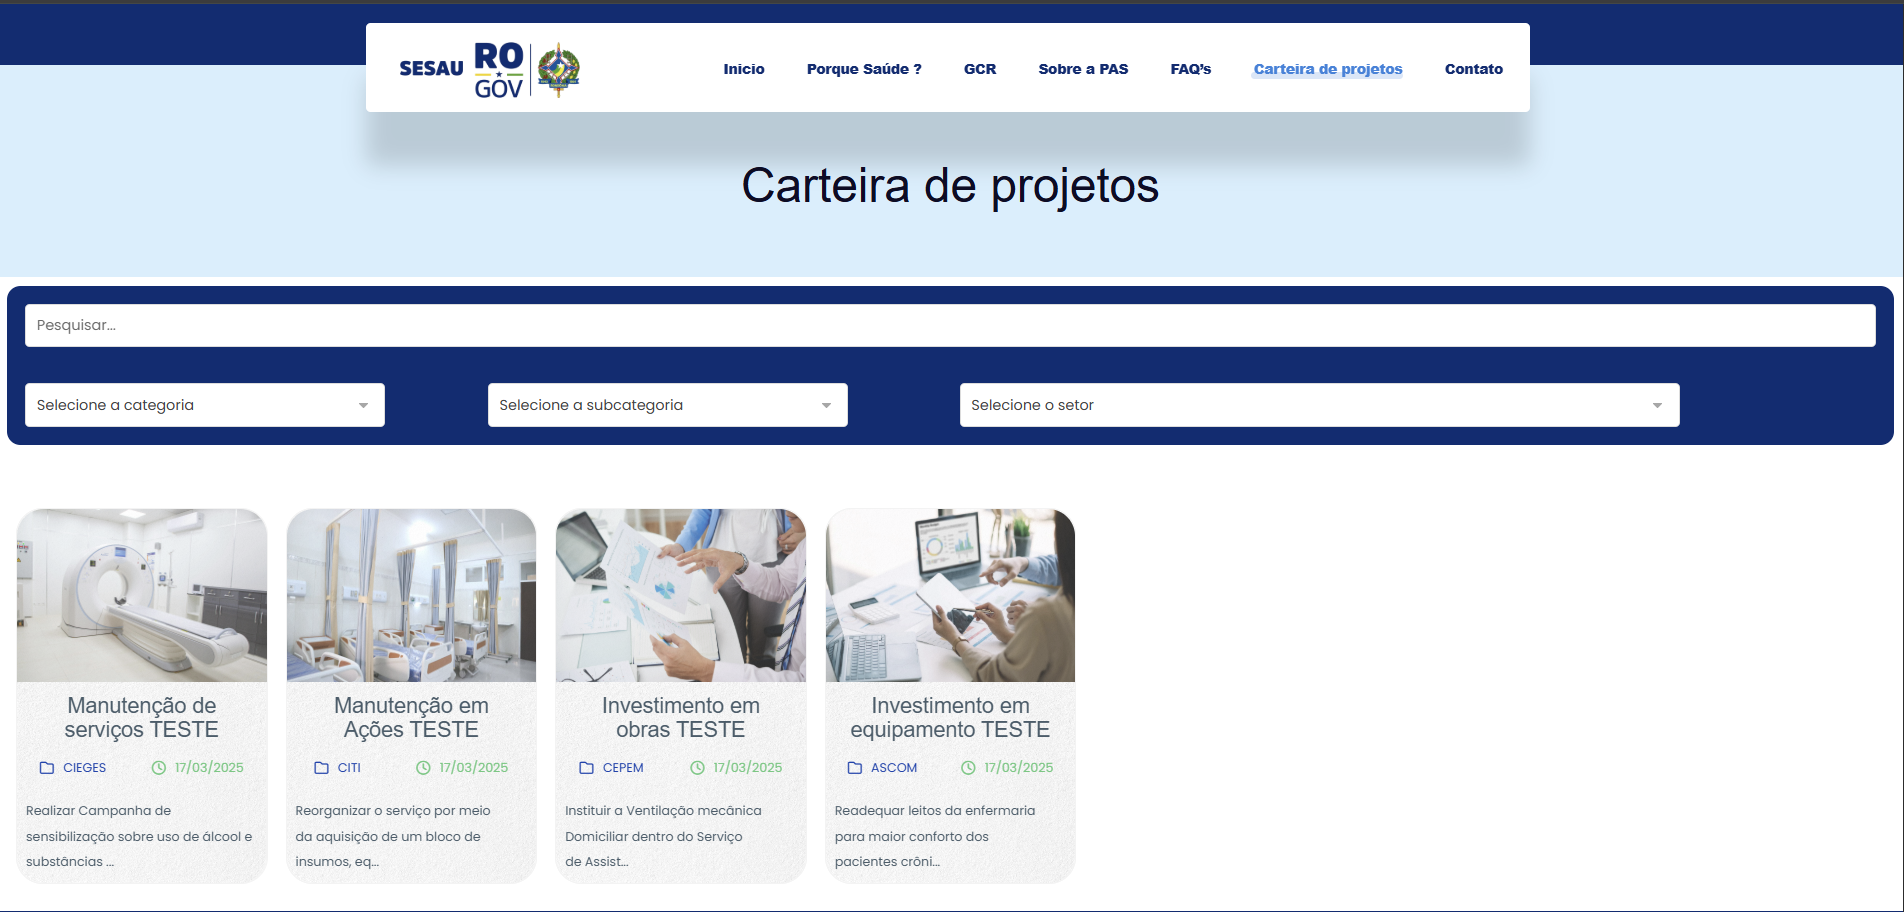 SESAU RO GOV
Inicio Porque Saúde ? GCR Sobre a PAS FAQ's Carteira de projetos Contato
Carteira de projetos
Pesquisar...
Selecione a categoria Selecione a subcategoria Selecione o setor
Manutenção de
serviços TESTE
CIEGES 17/03/2025
Realizar Campanha de
sensibilização sobre uso de álcool e
substâncias ...
Manutenção em
Ações TESTE
CITI 17/03/2025
Reorganizar o serviço por meio
da aquisição de um bloco de
insumos, eq...
Investimento em
obras TESTE
CEPEM 17/03/2025
Instituir a Ventilação mecânica
Domiciliar dentro do Serviço
de Assist...
Investimento em
equipamento TESTE
ASCOM 17/03/2025
Readequar leitos da enfermaria
para maior conforto dos
pacientes crôni...